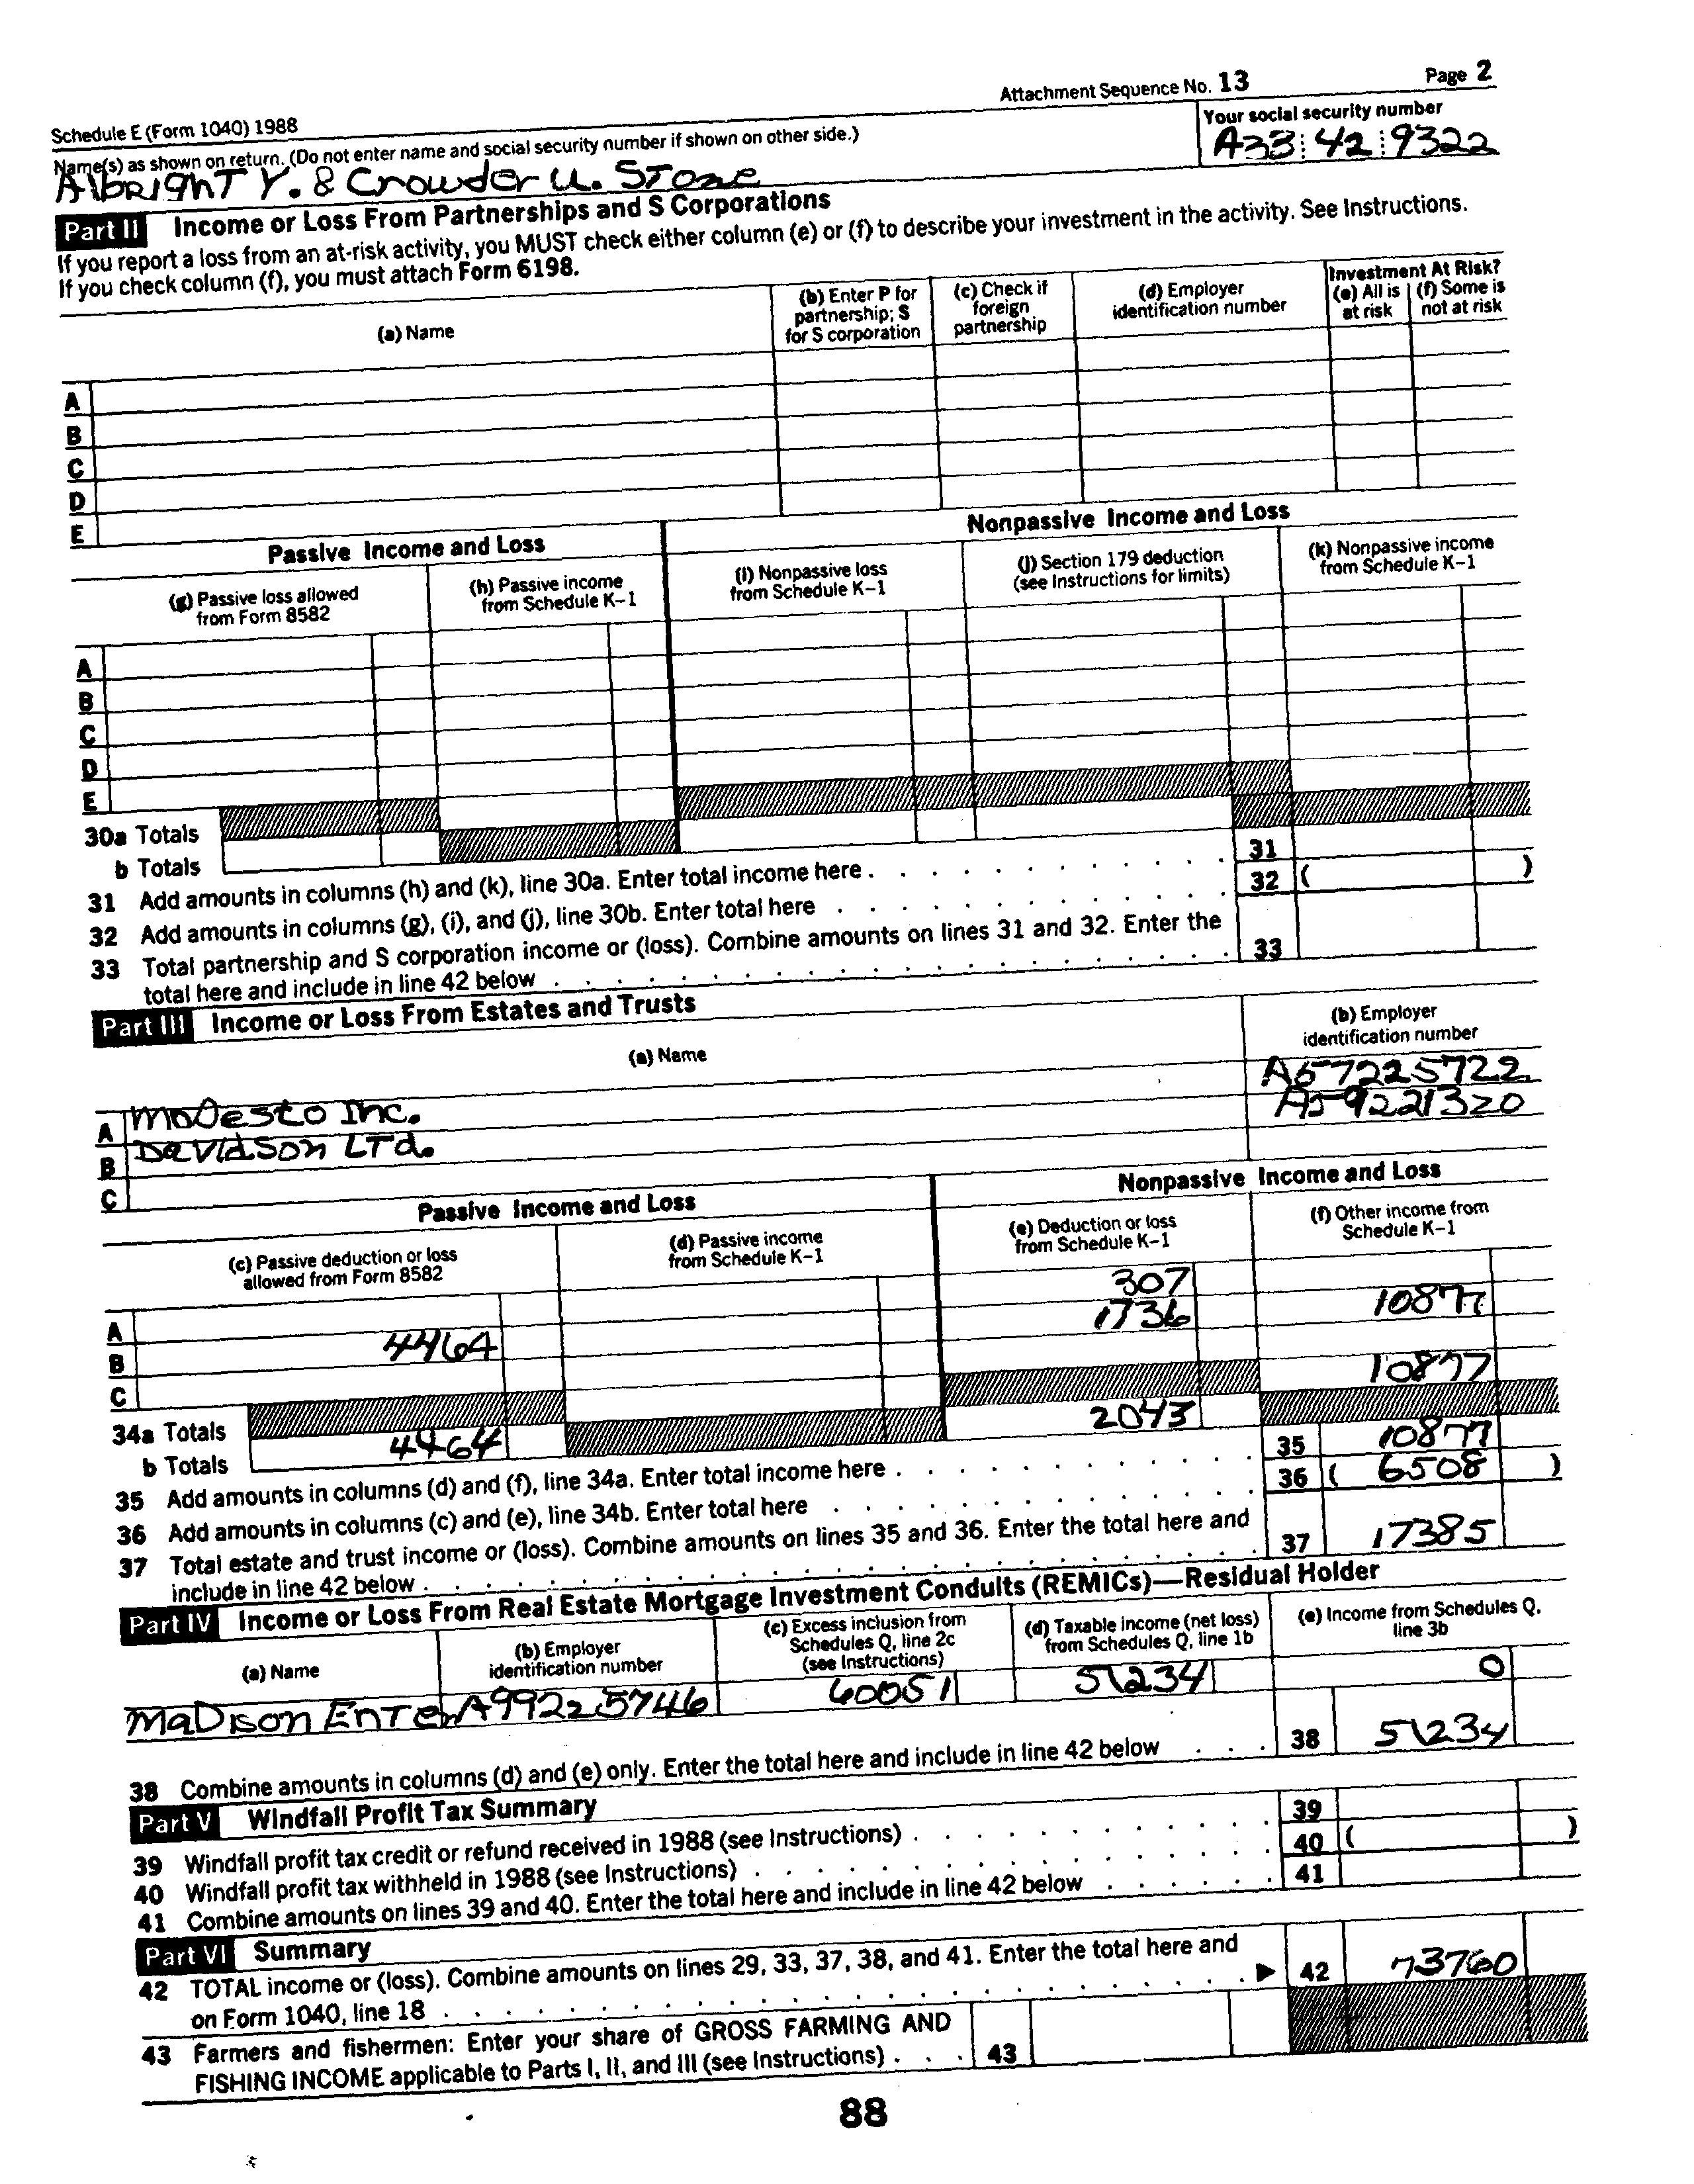 Attachment Sequence No. 13 Page 2
Schedule E (Form 1040) 1988
Name(s) as shown on return. (Do not enter name and social security number if shown on other side.) Your social security number
Albright Y. & Crowder U. Stone A33 42 9322
Part II Income or Loss From Partnerships and S Corporations
If you report a loss from an at-risk activity, you MUST check either column (e) or (f) to describe your investment in the activity. See Instructions.
If you check column (f), you must attach Form 6198.
(a) Name
(b) Enter P for partnership; S for S corporation
(c) Check if foreign partnership
(d) Employer identification number
Investment At Risk?
(e) All is at risk
(f) Some is not at risk
A
B
C
D
E
Passive Income and Loss Nonpassive Income and Loss
(g) Passive loss allowed from Form 8582
(h) Passive income from Schedule K-1
(i) Nonpassive loss from Schedule K-1
(j) Section 179 deduction (see Instructions for limits)
(k) Nonpassive income from Schedule K-1
A
B
C
D
E
30a Totals
b Totals
31 Add amounts in columns (h) and (k), line 30a. Enter total income here . . . 31
32 Add amounts in columns (g), (i), and (j), line 30b. Enter total here . . . 32 ( )
33 Total partnership and S corporation income or (loss). Combine amounts on lines 31 and 32. Enter the
total here and include in line 42 below . . . 33
Part III Income or Loss From Estates and Trusts
(a) Name
(b) Employer identification number
A Modesto Inc. A57225722
B Davidson Ltd. A59221320
C
Passive Income and Loss Nonpassive Income and Loss
(c) Passive deduction or loss allowed from Form 8582
(d) Passive income from Schedule K-1
(e) Deduction or loss from Schedule K-1
(f) Other income from Schedule K-1
A 307
B 4464 1736 10877
C
34a Totals 10877
b Totals 4464 2043
35 Add amounts in columns (d) and (f), line 34a. Enter total income here . . . 35 10877
36 Add amounts in columns (c) and (e), line 34b. Enter total here . . . 36 ( 6508 )
37 Total estate and trust income or (loss). Combine amounts on lines 35 and 36. Enter the total here and
include in line 42 below . . . 37 17385
Part IV Income or Loss From Real Estate Mortgage Investment Conduits (REMICs)—Residual Holder
(a) Name
(b) Employer identification number
(c) Excess inclusion from Schedules Q, line 2c (see Instructions)
(d) Taxable income (net loss) from Schedules Q, line 1b
(e) Income from Schedules Q, line 3b
Madison Enter A992225746 60051 51234 0
38 Combine amounts in columns (d) and (e) only. Enter the total here and include in line 42 below . . . 38 51234
Part V Windfall Profit Tax Summary
39 Windfall profit tax credit or refund received in 1988 (see Instructions) . . . 39
40 Windfall profit tax withheld in 1988 (see Instructions) . . . 40 ( )
41 Combine amounts on lines 39 and 40. Enter the total here and include in line 42 below . . . 41
Part VI Summary
42 TOTAL income or (loss). Combine amounts on lines 29, 33, 37, 38, and 41. Enter the total here and
on Form 1040, line 18 . . . ▶ 42 73760
43 Farmers and fishermen: Enter your share of GROSS FARMING AND
FISHING INCOME applicable to Parts I, II, and III (see Instructions) . . . 43
88